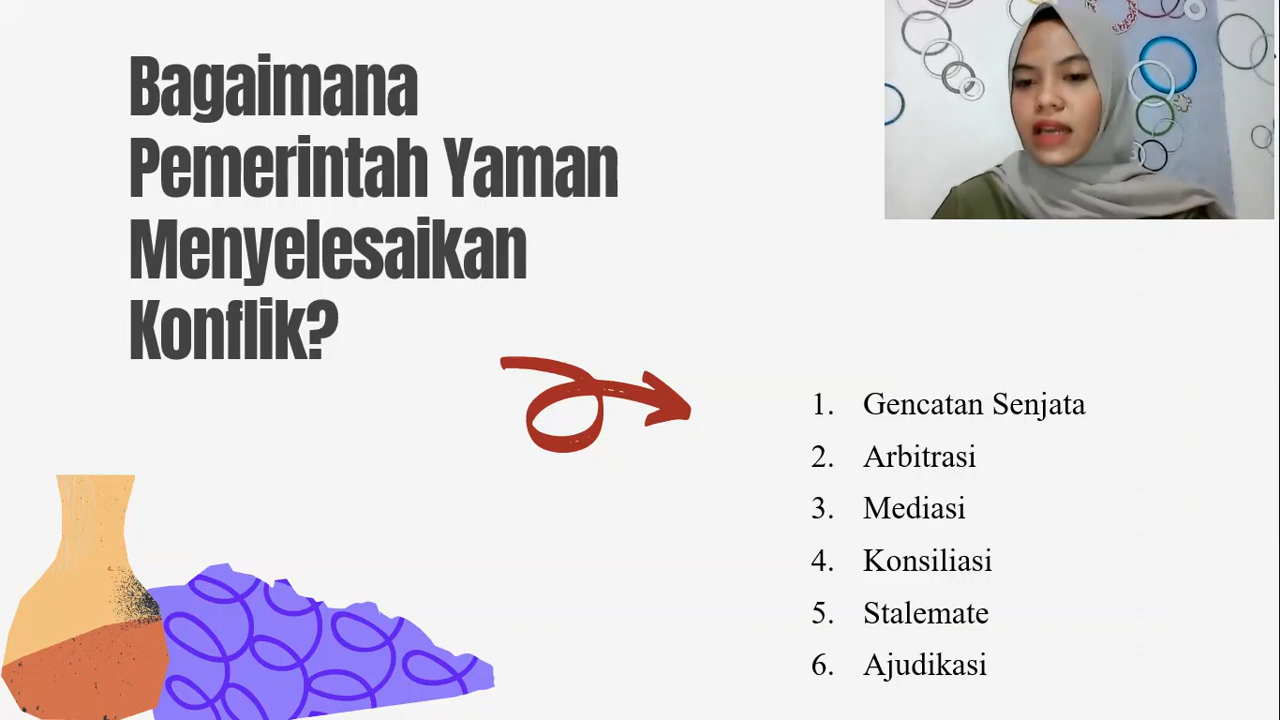 Bagaimana
Pemerintah Yaman
Menyelesaikan
Konflik?
1. Gencatan Senjata
2. Arbitrasi
3. Mediasi
4. Konsiliasi
5. Stalemate
6. Ajudikasi